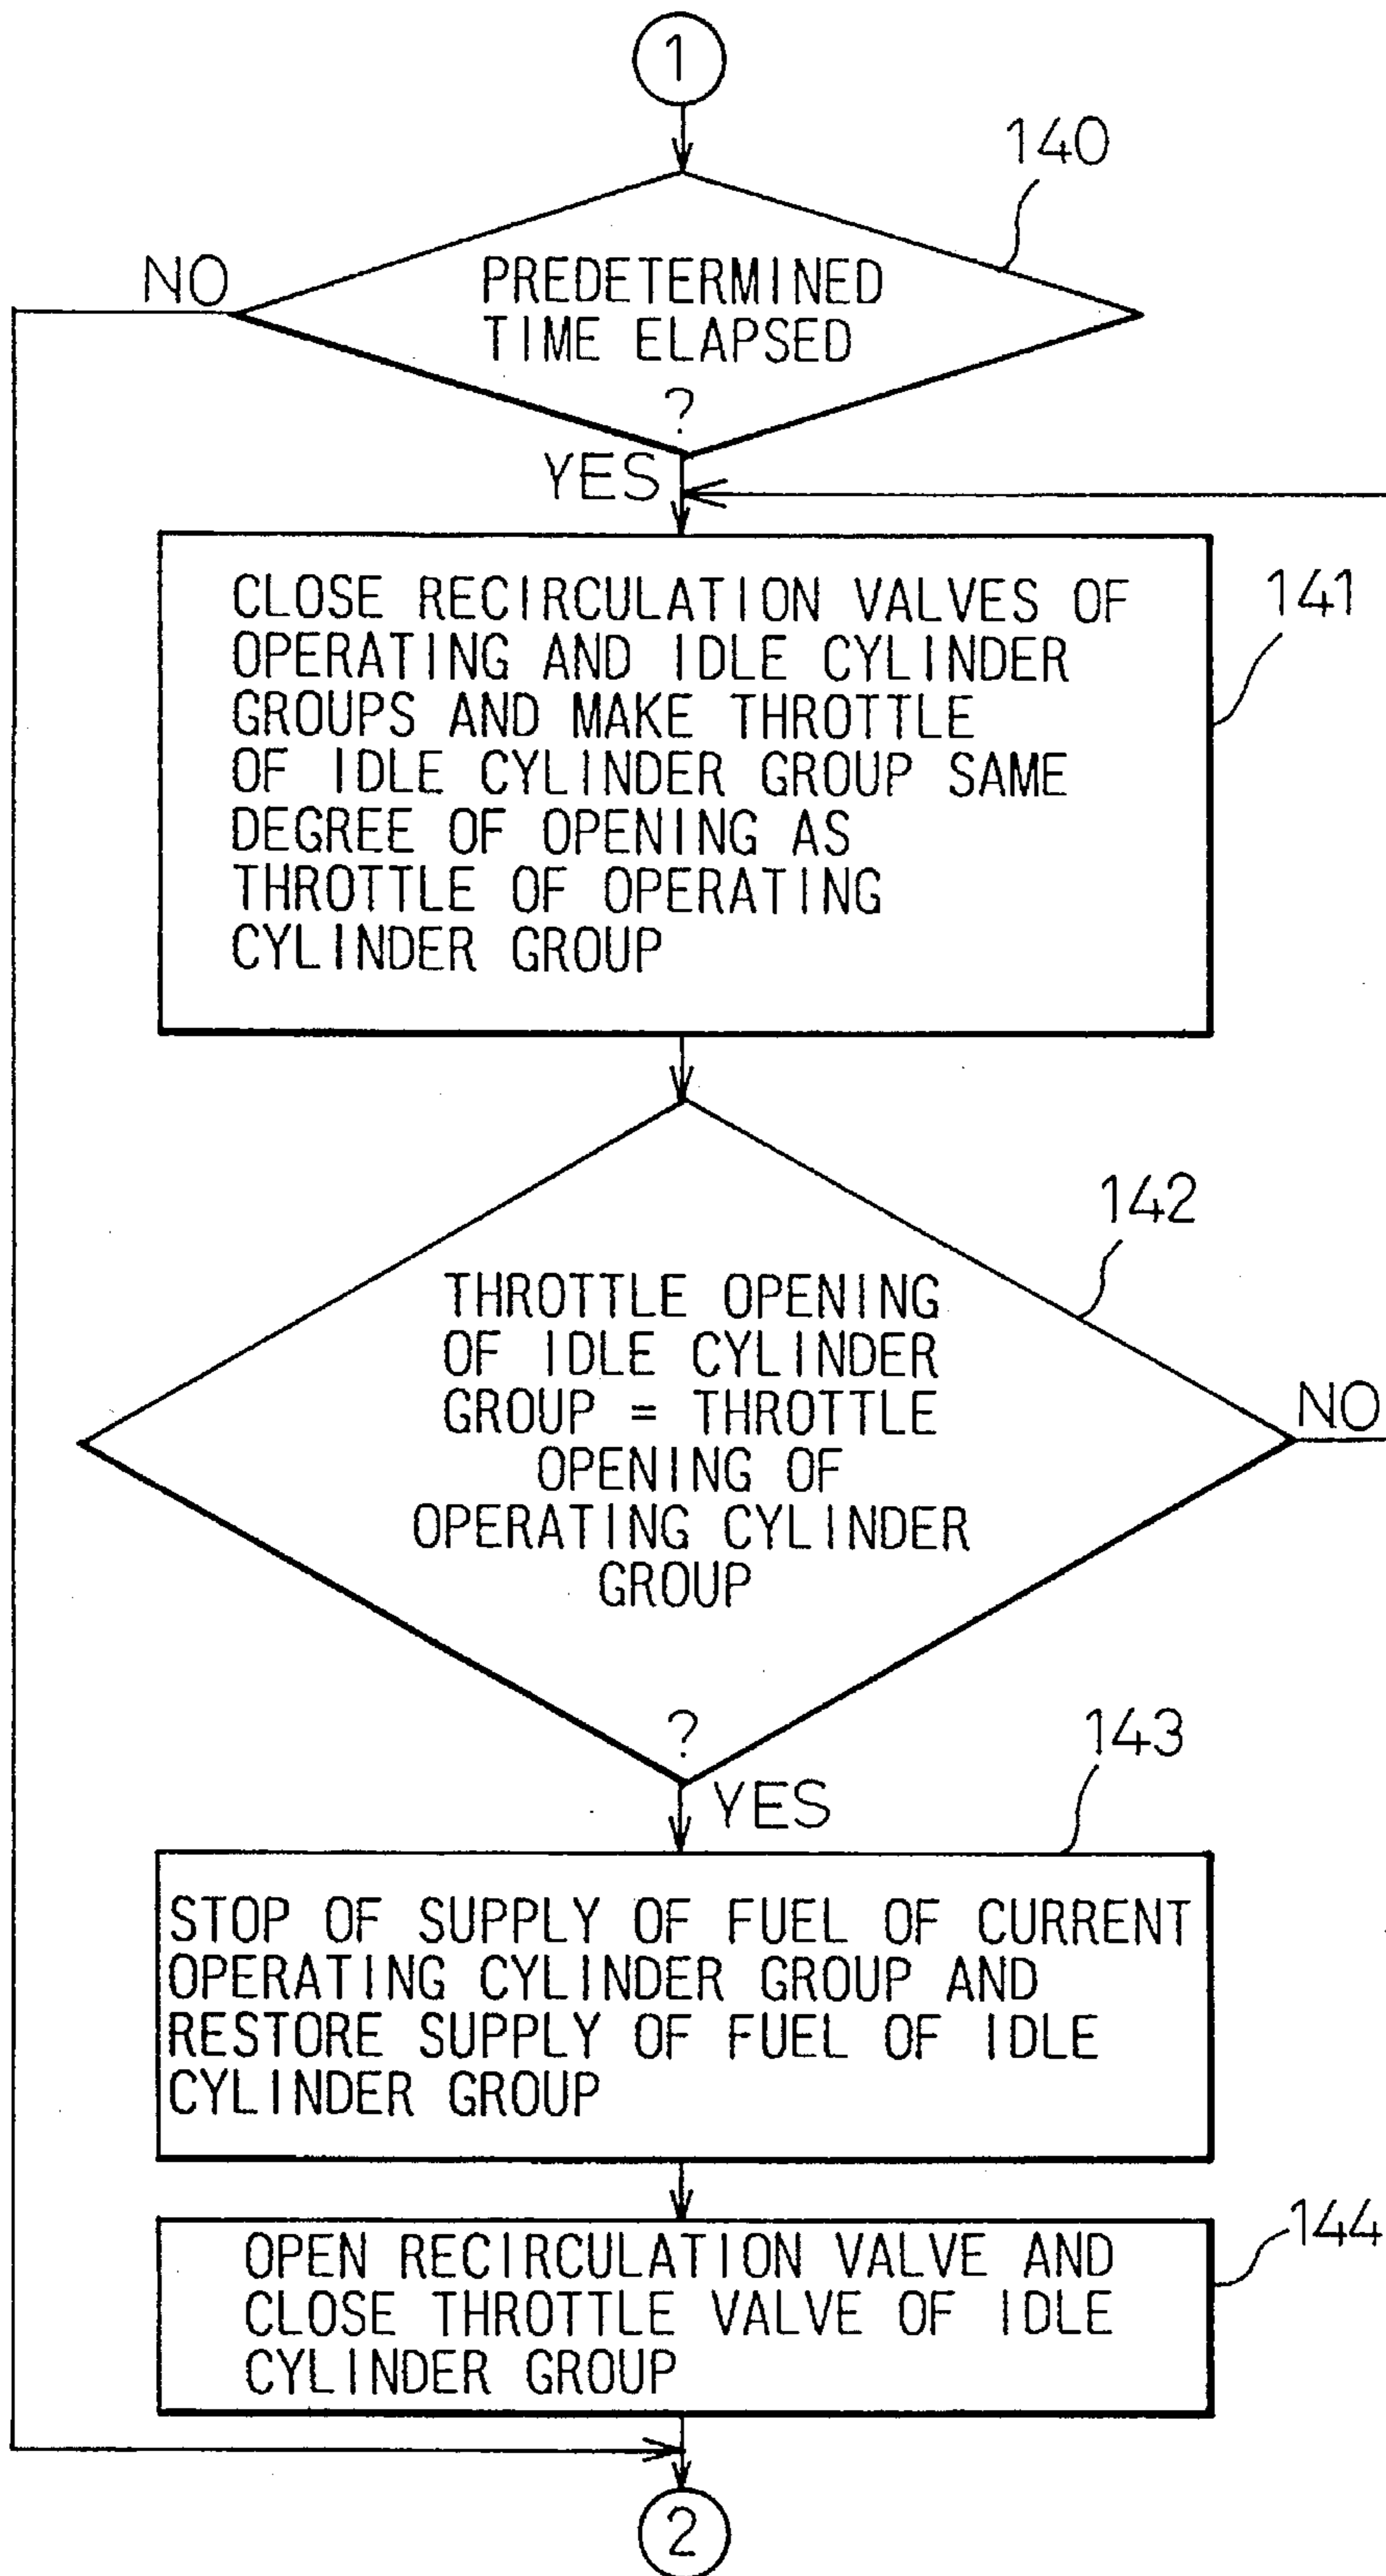 1
140
NO
PREDETERMINED
TIME ELAPSED
?
YES
CLOSE RECIRCULATION VALVES OF
OPERATING AND IDLE CYLINDER
GROUPS AND MAKE THROTTLE
OF IDLE CYLINDER GROUP SAME
DEGREE OF OPENING AS
THROTTLE OF OPERATING
CYLINDER GROUP
141
142
THROTTLE OPENING
OF IDLE CYLINDER
GROUP = THROTTLE
OPENING OF
OPERATING CYLINDER
GROUP
?
NO
YES
143
STOP OF SUPPLY OF FUEL OF CURRENT
OPERATING CYLINDER GROUP AND
RESTORE SUPPLY OF FUEL OF IDLE
CYLINDER GROUP
OPEN RECIRCULATION VALVE AND
CLOSE THROTTLE VALVE OF IDLE
CYLINDER GROUP
144
2